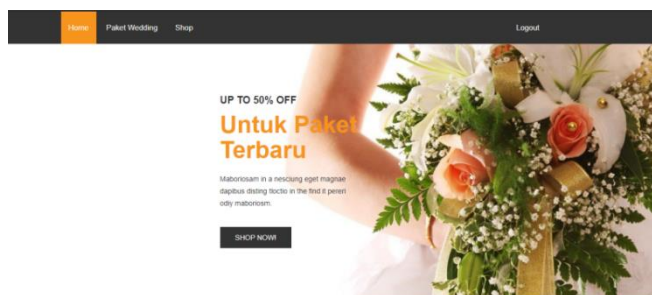 Home Paket Wedding Shop Logout
UP TO 50% OFF
Untuk Paket
Terbaru
Maboriosam in a nesciung eget magnae
dapibus disting tloctio in the find it pereri
odiy maboriosm.
SHOP NOW!